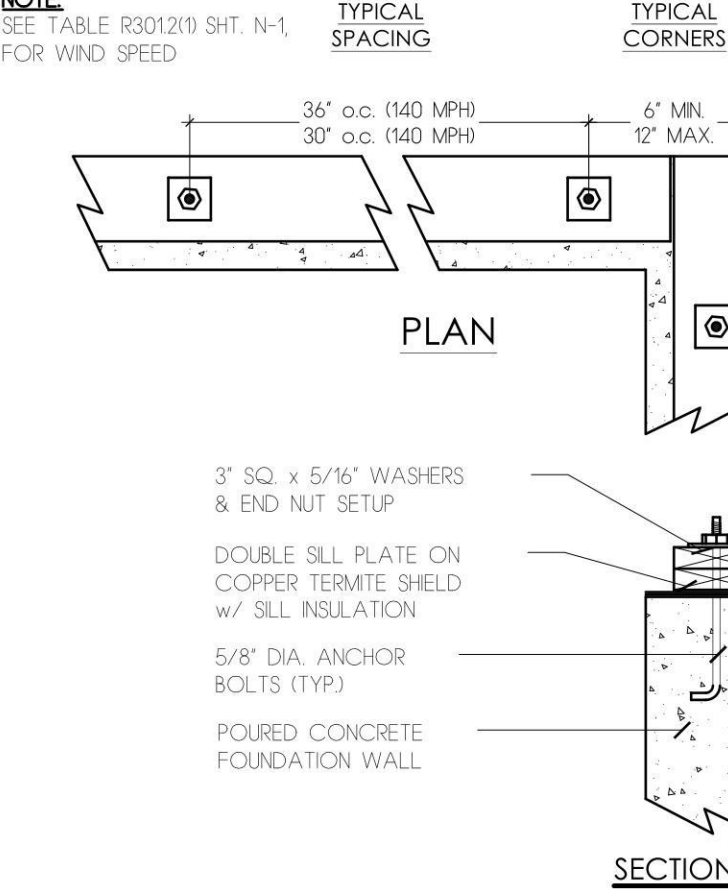 NOTE:
SEE TABLE R301.2(1) SHT. N-1,
FOR WIND SPEED
TYPICAL
SPACING
TYPICAL
CORNERS
36" o.c. (140 MPH)
30" o.c. (140 MPH)
6" MIN.
12" MAX.
PLAN
3" SQ. x 5/16" WASHERS
& END NUT SETUP
DOUBLE SILL PLATE ON
COPPER TERMITE SHIELD
w/ SILL INSULATION
5/8" DIA. ANCHOR
BOLTS (TYP.)
POURED CONCRETE
FOUNDATION WALL
SECTION